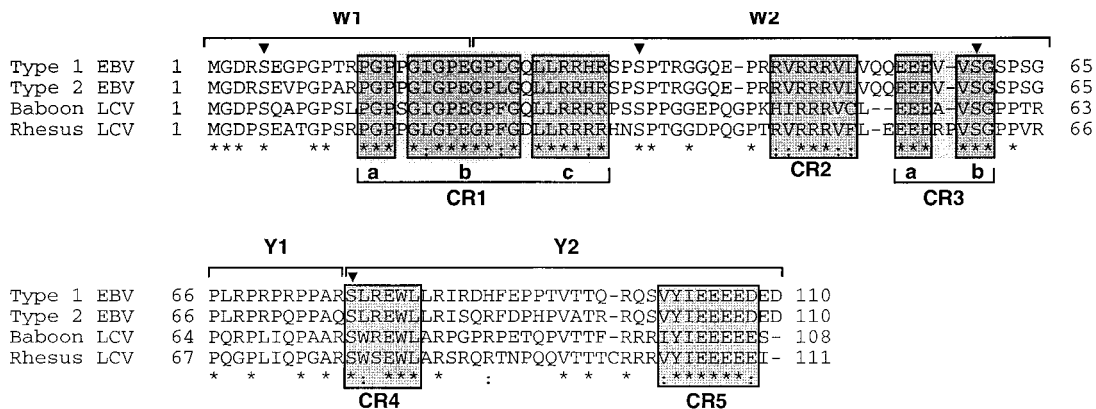 W1 W2
Type 1 EBV 1 MGDRSEGPGPTRPGPPGIGPEGPLGQLLRRHRSPSPTRGGQE-PRRVRRRVLVQQEEEV-VSGSPSG 65
Type 2 EBV 1 MGDRSEVPGPARPGPPGIGPEGPLGQLLRRHRSPSPTRGGQE-PRRVRRRVLVQQEEEV-VSGSPSG 65
Baboon LCV 1 MGDPSQAPGPSLPGPSGIGPEGPFGQLLRRRRPSSPPGGEPQGPKHIRRRVCL--EEEA-VSGPPTR 63
Rhesus LCV 1 MGDPSEATGPSRPGPPGLGPEGPFGDLLRRRRHNSPTGGDPQGPTRVRRRVFL-EEEERPVSGPPVR 66
*** * ** *** *.*****.* ****.* ** * * .:****.: *** *** *
a b c CR2 a b
CR1 CR3
Y1 Y2
Type 1 EBV 66 PLRPRPRPPARSLREWLLRIRDHFEPPTVTTQ-RQSVYIEEEEDED 110
Type 2 EBV 66 PLRPRPQPPAQSLREWLLRISQRFDPHPVATR-RQSVYIEEEEDED 110
Baboon LCV 64 PQRPLIQPAARSWREWLARPGPRPETQPVTTF-RRRIYIEEEEES- 108
Rhesus LCV 67 PQGPLIQPGARSWSEWLARSRQRTNPQQVTTTCRRRVYIEEEEEI- 111
* * * * *: *** * : * * * :******.
CR4 CR5